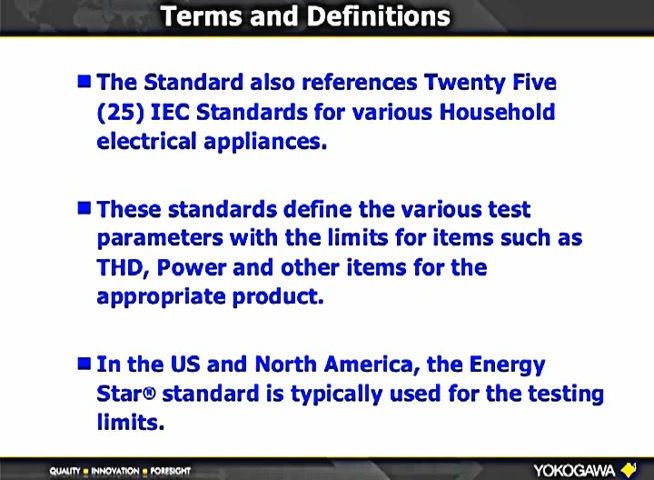 Terms and Definitions
■ The Standard also references Twenty Five
(25) IEC Standards for various Household
electrical appliances.
■ These standards define the various test
parameters with the limits for items such as
THD, Power and other items for the
appropriate product.
■ In the US and North America, the Energy
Star® standard is typically used for the testing
limits.
QUALITY ■ INNOVATION ■ FORESIGHT
YOKOGAWA